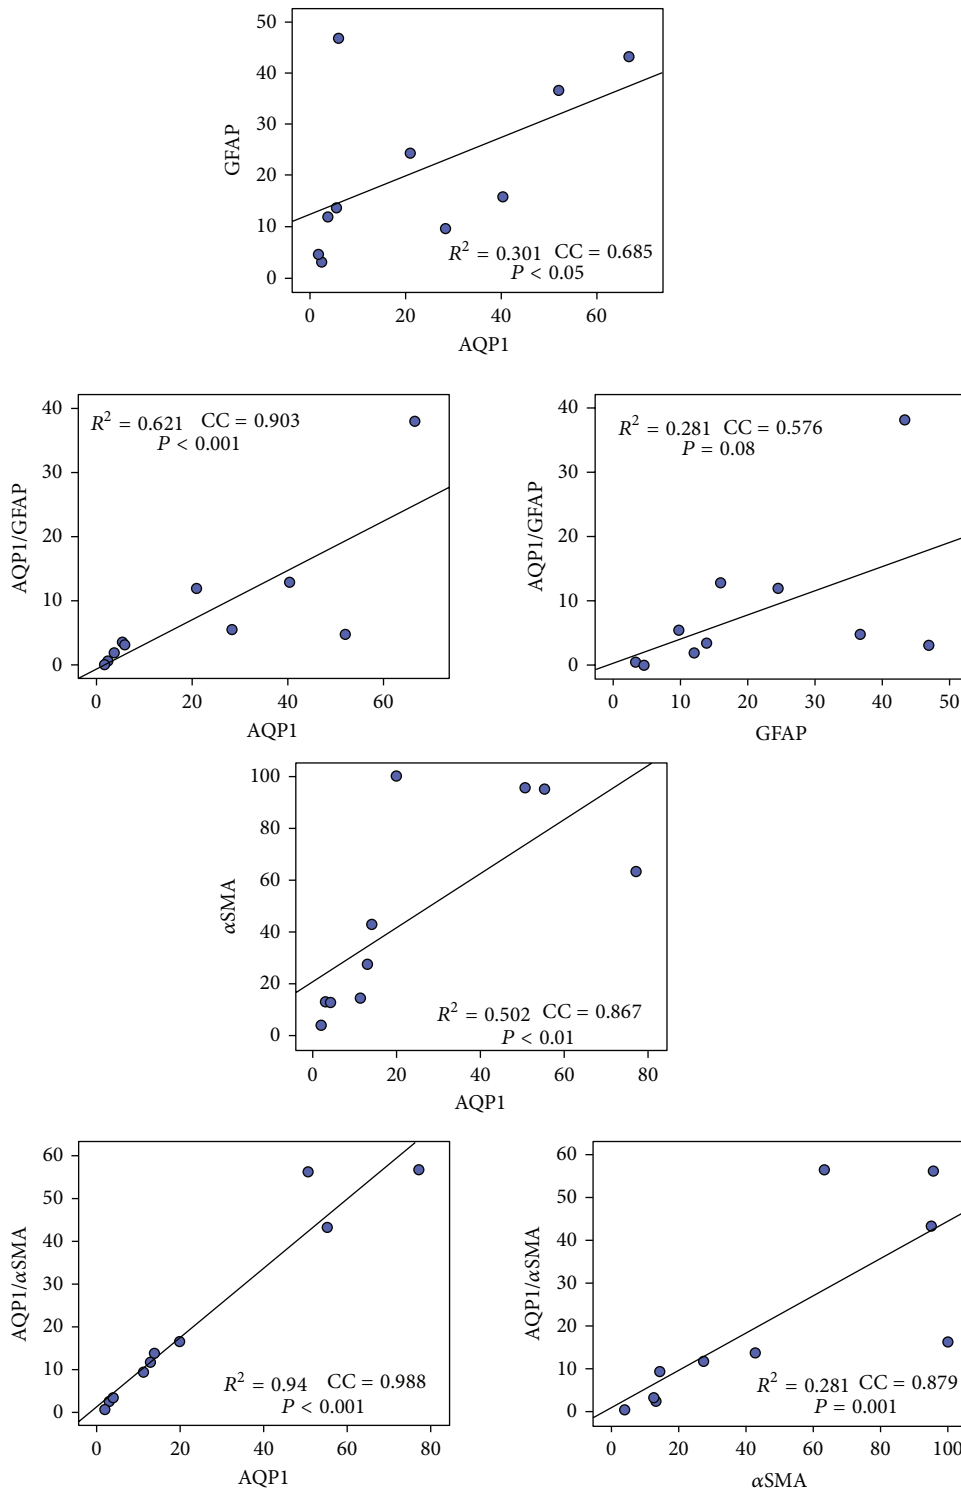 50
40
30
20
10
0
GFAP
R² = 0.301 CC = 0.685
P < 0.05
0 20 40 60
AQP1
40
30
20
10
0
AQP1/GFAP
R² = 0.621 CC = 0.903
P < 0.001
0 20 40 60
AQP1
40
30
20
10
0
AQP1/GFAP
R² = 0.281 CC = 0.576
P = 0.08
0 10 20 30 40 50
GFAP
100
80
60
40
20
0
αSMA
R² = 0.502 CC = 0.867
P < 0.01
0 20 40 60 80
AQP1
60
50
40
30
20
10
0
AQP1/αSMA
R² = 0.94 CC = 0.988
P < 0.001
0 20 40 60 80
AQP1
60
50
40
30
20
10
0
AQP1/αSMA
R² = 0.281 CC = 0.879
P = 0.001
0 20 40 60 80 100
αSMA